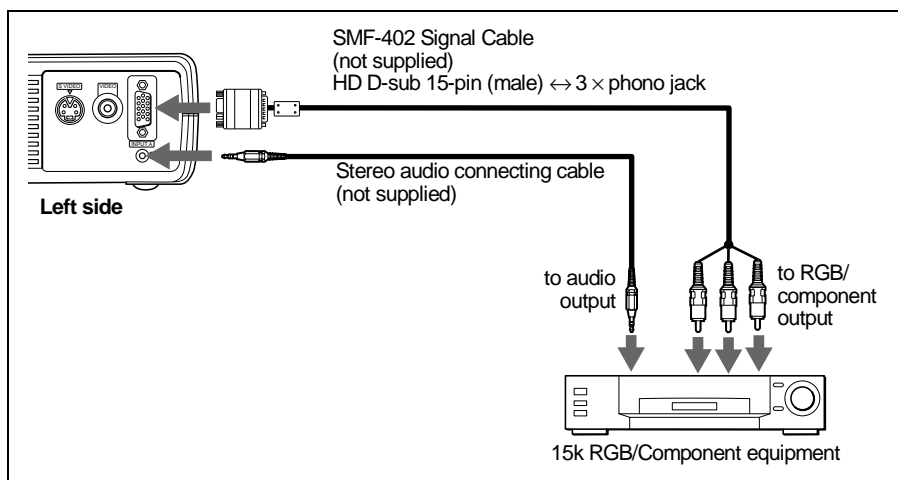 SMF-402 Signal Cable
(not supplied)
HD D-sub 15-pin (male) ↔ 3 × phono jack
S VIDEO
VIDEO
INPUT A
Left side
Stereo audio connecting cable
(not supplied)
to audio
output
to RGB/
component
output
15k RGB/Component equipment